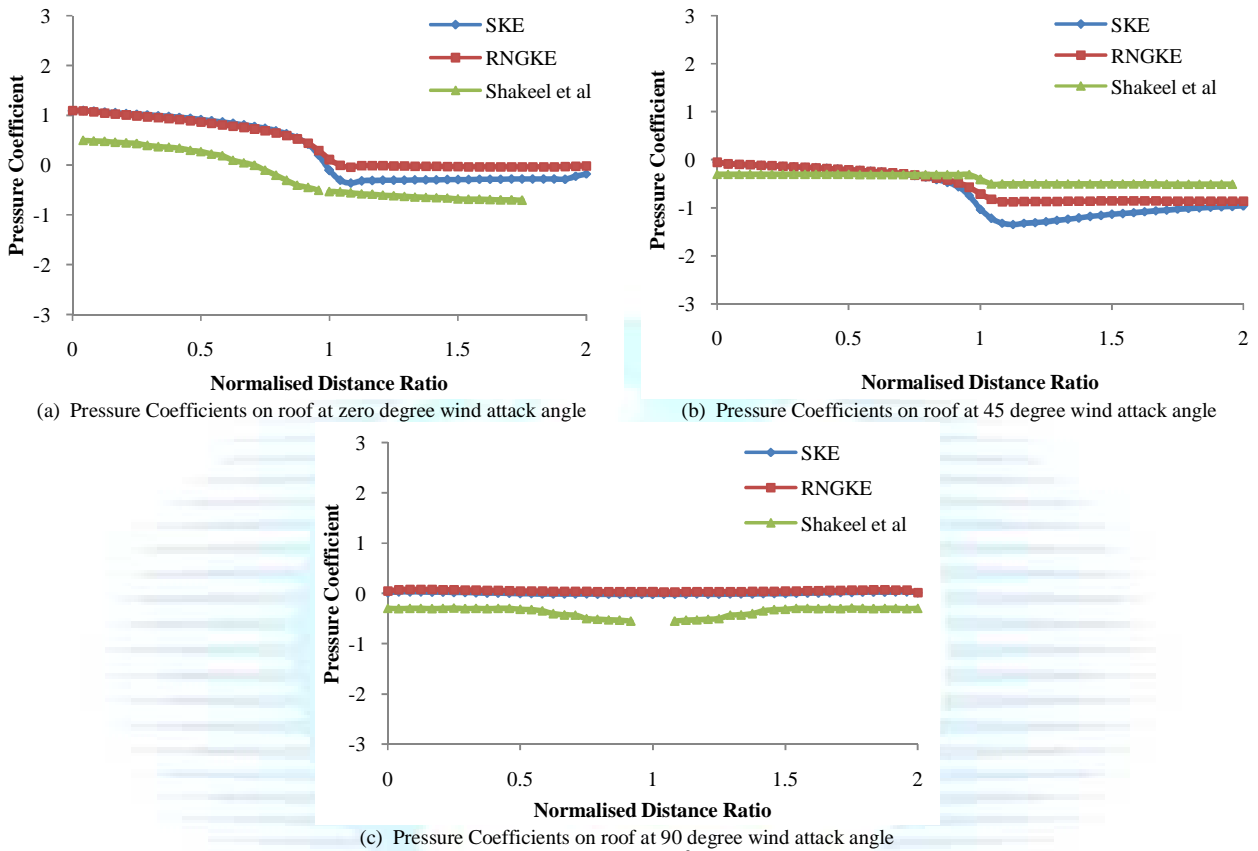 3
2
1
0
-1
-2
-3
Pressure Coefficient
SKE
RNGKE
Shakeel et al
0
0.5
1
1.5
2
Normalised Distance Ratio
(a) Pressure Coefficients on roof at zero degree wind attack angle
3
2
1
0
-1
-2
-3
Pressure Coefficient
SKE
RNGKE
Shakeel et al
0
0.5
1
1.5
2
Normalised Distance Ratio
(b) Pressure Coefficients on roof at 45 degree wind attack angle
3
2
1
0
-1
-2
-3
Pressure Coefficient
SKE
RNGKE
Shakeel et al
0
0.5
1
1.5
2
Normalised Distance Ratio
(c) Pressure Coefficients on roof at 90 degree wind attack angle